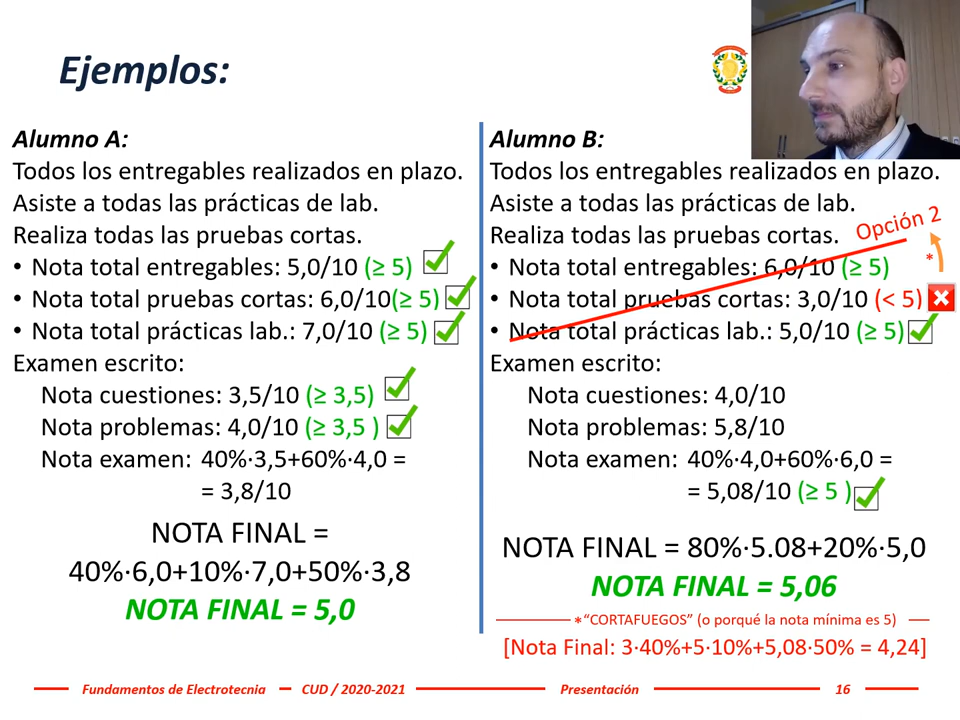 Ejemplos:
Alumno A:
Todos los entregables realizados en plazo.
Asiste a todas las prácticas de lab.
Realiza todas las pruebas cortas.
• Nota total entregables: 5,0/10 (≥ 5)
• Nota total pruebas cortas: 6,0/10(≥ 5)
• Nota total prácticas lab.: 7,0/10 (≥ 5)
Examen escrito:
Nota cuestiones: 3,5/10 (≥ 3,5)
Nota problemas: 4,0/10 (≥ 3,5 )
Nota examen: 40%·3,5+60%·4,0 =
= 3,8/10
NOTA FINAL =
40%·6,0+10%·7,0+50%·3,8
NOTA FINAL = 5,0
Alumno B:
Todos los entregables realizados en plazo.
Asiste a todas las prácticas de lab.
Realiza todas las pruebas cortas.
Opción 2
• Nota total entregables: 6,0/10 (≥ 5)
*
• Nota total pruebas cortas: 3,0/10 (< 5)
• Nota total prácticas lab.: 5,0/10 (≥ 5)
Examen escrito:
Nota cuestiones: 4,0/10
Nota problemas: 5,8/10
Nota examen: 40%·4,0+60%·6,0 =
= 5,08/10 (≥ 5 )
NOTA FINAL = 80%·5.08+20%·5,0
NOTA FINAL = 5,06
*"CORTAFUEGOS" (o porqué la nota mínima es 5)
[Nota Final: 3·40%+5·10%+5,08·50% = 4,24]
Fundamentos de Electrotecnia CUD / 2020-2021 Presentación 16